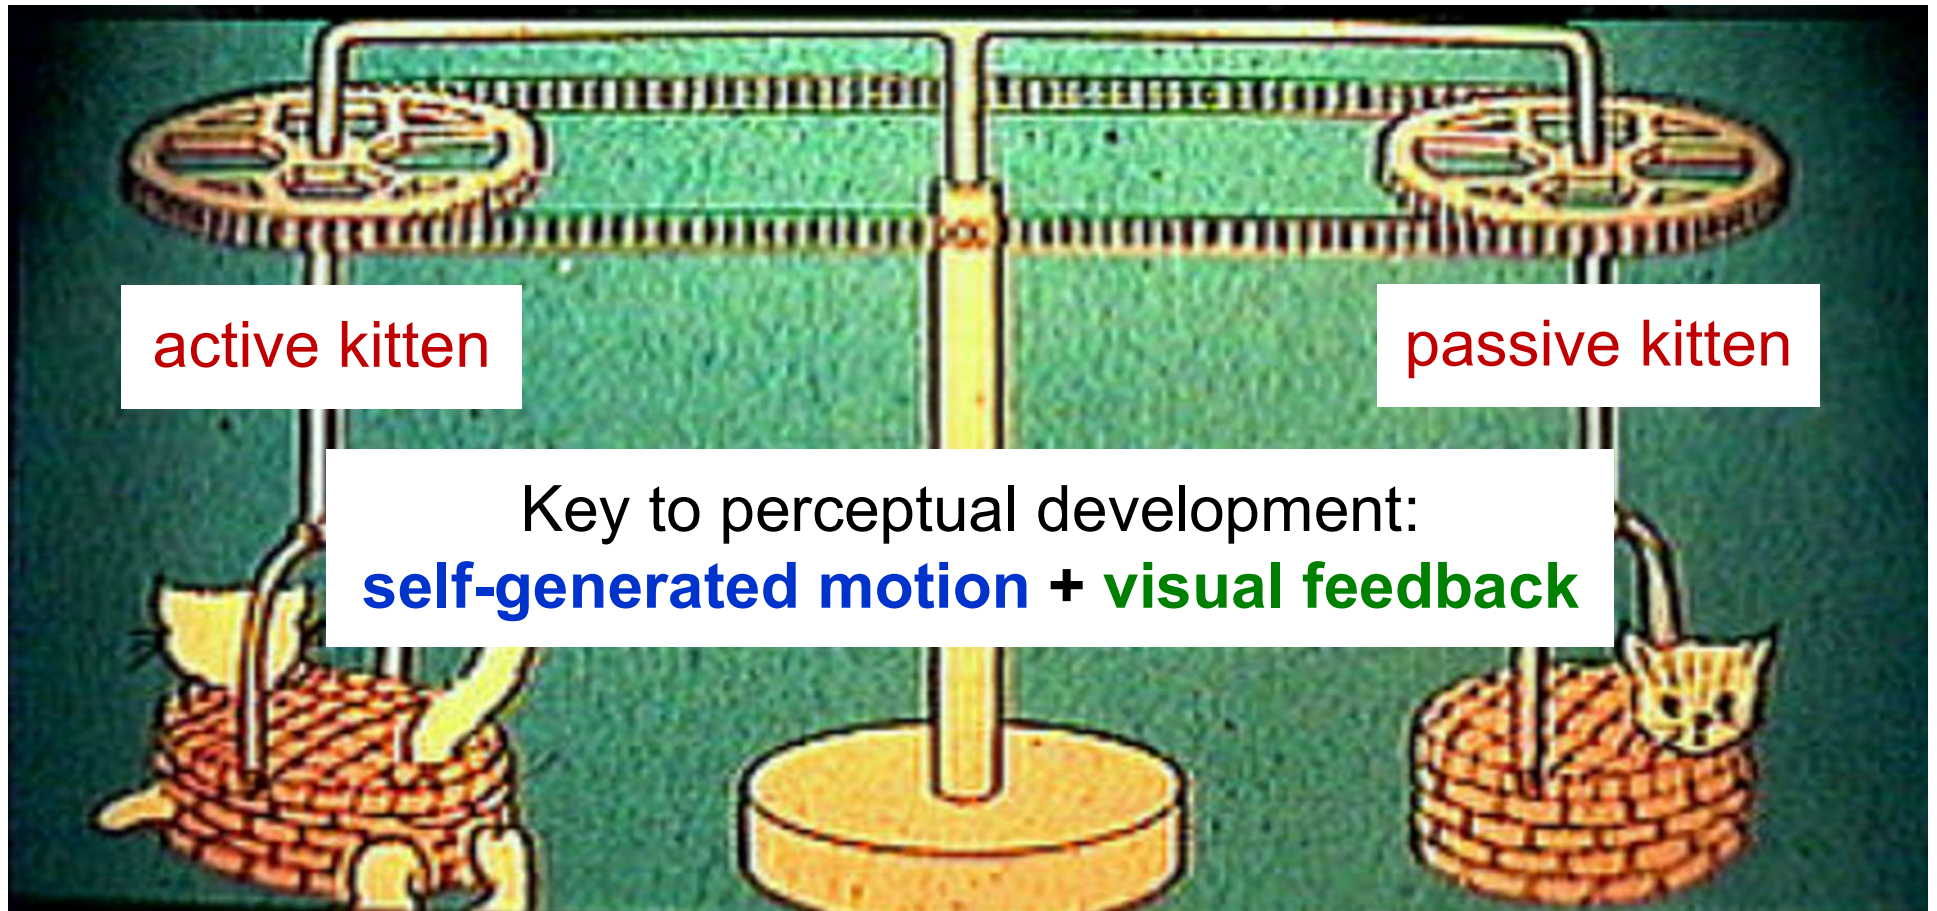 active kitten
passive kitten
Key to perceptual development:
self-generated motion + visual feedback